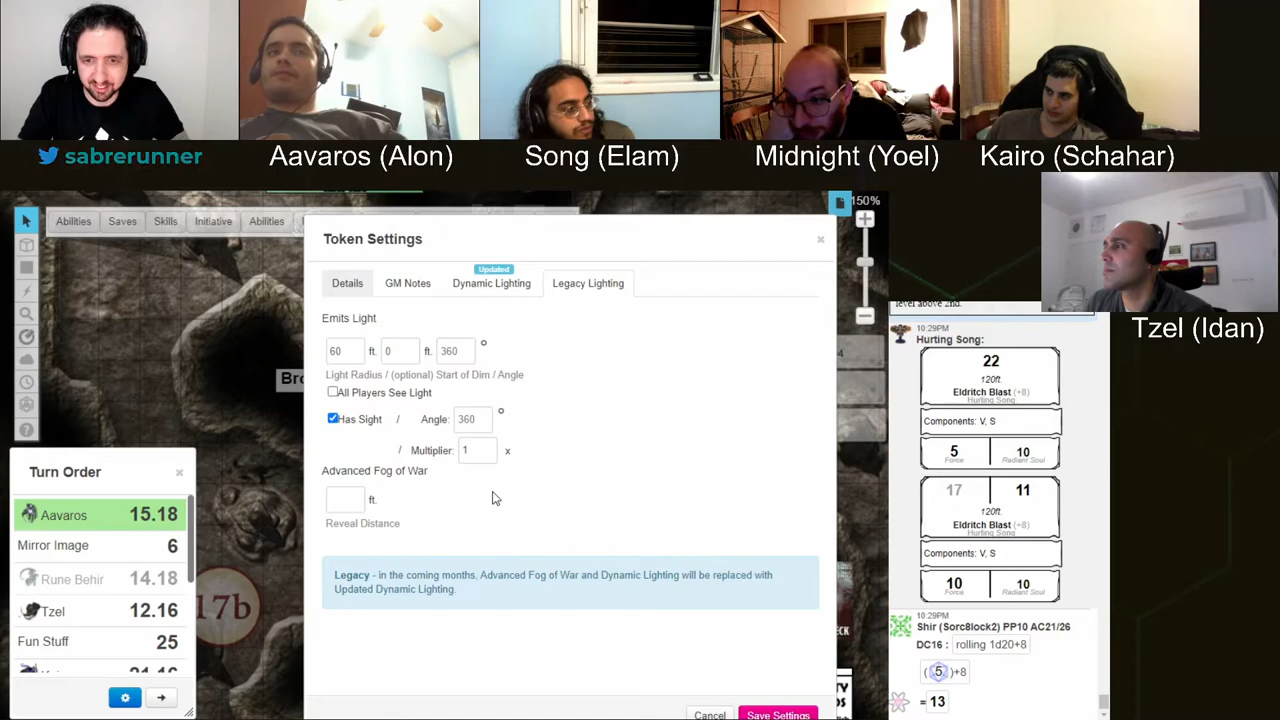 sabrerunner
Aavaros (Alon)
Song (Elam)
Midnight (Yoel)
Kairo (Schahar)
Tzel (Idan)
Abilities Saves Skills Initiative Abilities
150%
Token Settings
×
Updated
Details GM Notes Dynamic Lighting Legacy Lighting
Emits Light
60 ft. 0 ft. 360 °
Light Radius / (optional) Start of Dim / Angle
All Players See Light
Has Sight / Angle: 360 °
/ Multiplier: 1 x
Advanced Fog of War
ft.
Reveal Distance
Legacy - in the coming months, Advanced Fog of War and Dynamic Lighting will be replaced with
Updated Dynamic Lighting.
Cancel Save Settings
Bro
17b
Turn Order ×
Aavaros 15.18
Mirror Image 6
Rune Behir 14.18
Tzel 12.16
Fun Stuff 25
level above 2nd.
10:29PM
Hurting Song:
22
120ft.
Eldritch Blast (+8)
Hurting Song
Components: V, S
5 10
Force Radiant Soul
17 11
120ft.
Eldritch Blast (+8)
Hurting Song
Components: V, S
10 10
Force Radiant Soul
10:29PM
Shir (Sorc8lock2) PP10 AC21/26
DC16 : rolling 1d20+8
(5)+8
= 13